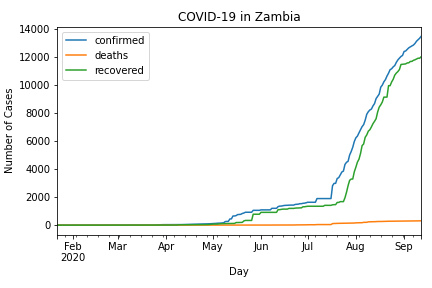 COVID-19 in Zambia
confirmed
deaths
recovered
Number of Cases
14000
12000
10000
8000
6000
4000
2000
0
Feb Mar Apr May Jun Jul Aug Sep
2020
Day